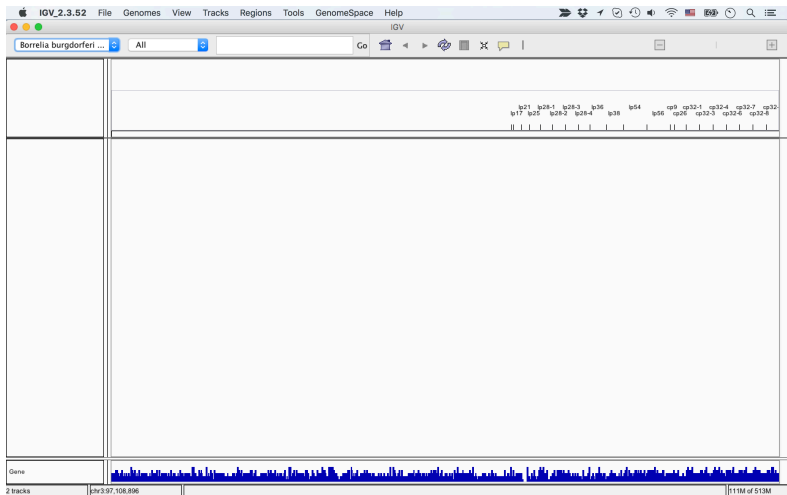 IGV_2.3.52 File Genomes View Tracks Regions Tools GenomeSpace Help
IGV
Borrelia burgdorferi ... All Go
lp21 lp28-1 lp28-3 lp36 lp54 cp9 cp32-1 cp32-4 cp32-7 cp32-
lp17 lp25 lp28-2 lp28-4 lp38 lp56 cp26 cp32-3 cp32-6 cp32-8
Gene
2 tracks chr3:97,108,896 111M of 513M